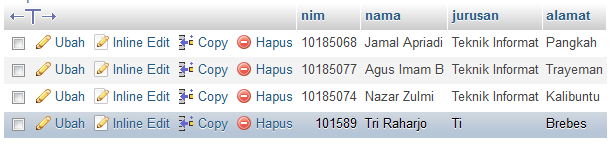 nim nama jurusan alamat
Ubah Inline Edit Copy Hapus 10185068 Jamal Apriadi Teknik Informat Pangkah
Ubah Inline Edit Copy Hapus 10185077 Agus Imam B Teknik Informat Trayeman
Ubah Inline Edit Copy Hapus 10185074 Nazar Zulmi Teknik Informat Kalibuntu
Ubah Inline Edit Copy Hapus 101589 Tri Raharjo Ti Brebes